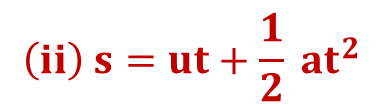 (ii) s = ut + 1/2 at²